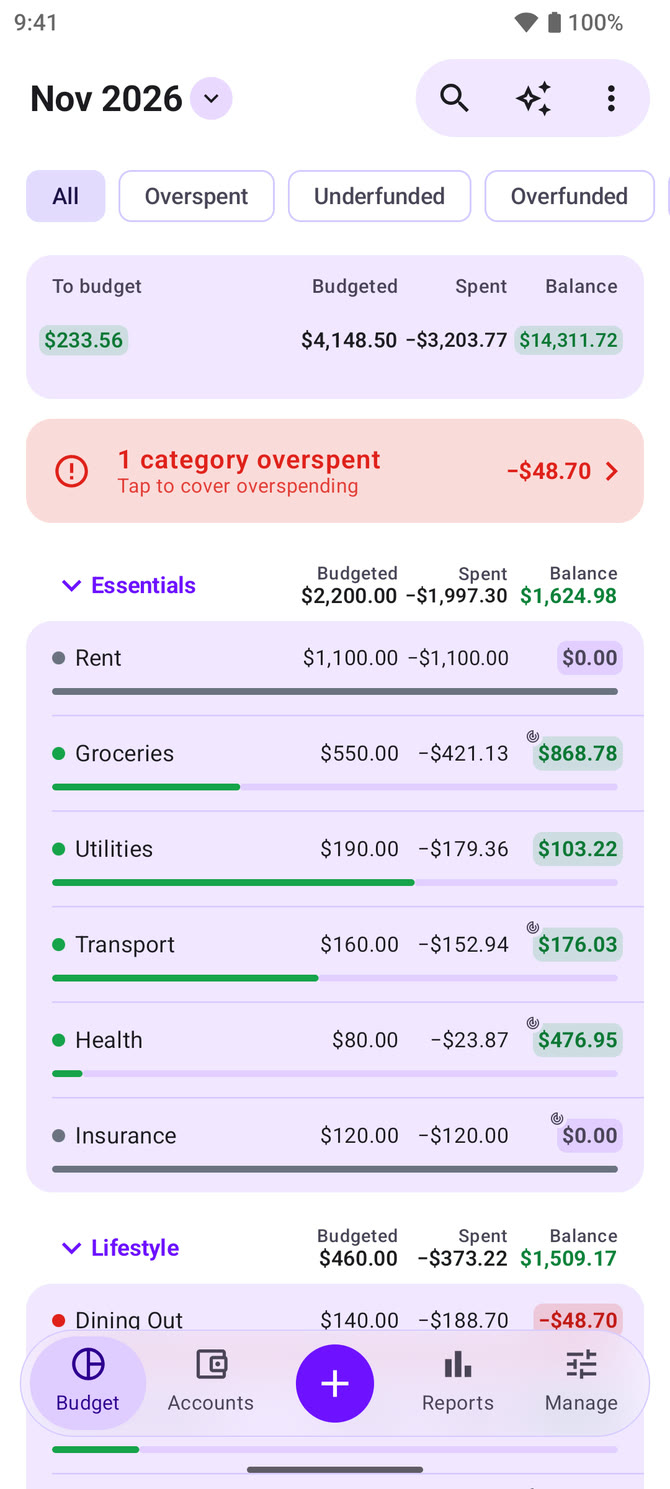 9:41 100%
Nov 2026
All Overspent Underfunded Overfunded
To budget Budgeted Spent Balance
$233.56 $4,148.50 −$3,203.77 $14,311.72
1 category overspent
Tap to cover overspending
−$48.70
Budgeted Spent Balance
Essentials $2,200.00 −$1,997.30 $1,624.98
Rent $1,100.00 −$1,100.00 $0.00
Groceries $550.00 −$421.13 $868.78
Utilities $190.00 −$179.36 $103.22
Transport $160.00 −$152.94 $176.03
Health $80.00 −$23.87 $476.95
Insurance $120.00 −$120.00 $0.00
Budgeted Spent Balance
Lifestyle $460.00 −$373.22 $1,509.17
Dining Out $140.00 −$188.70 −$48.70
Budget Accounts Reports Manage